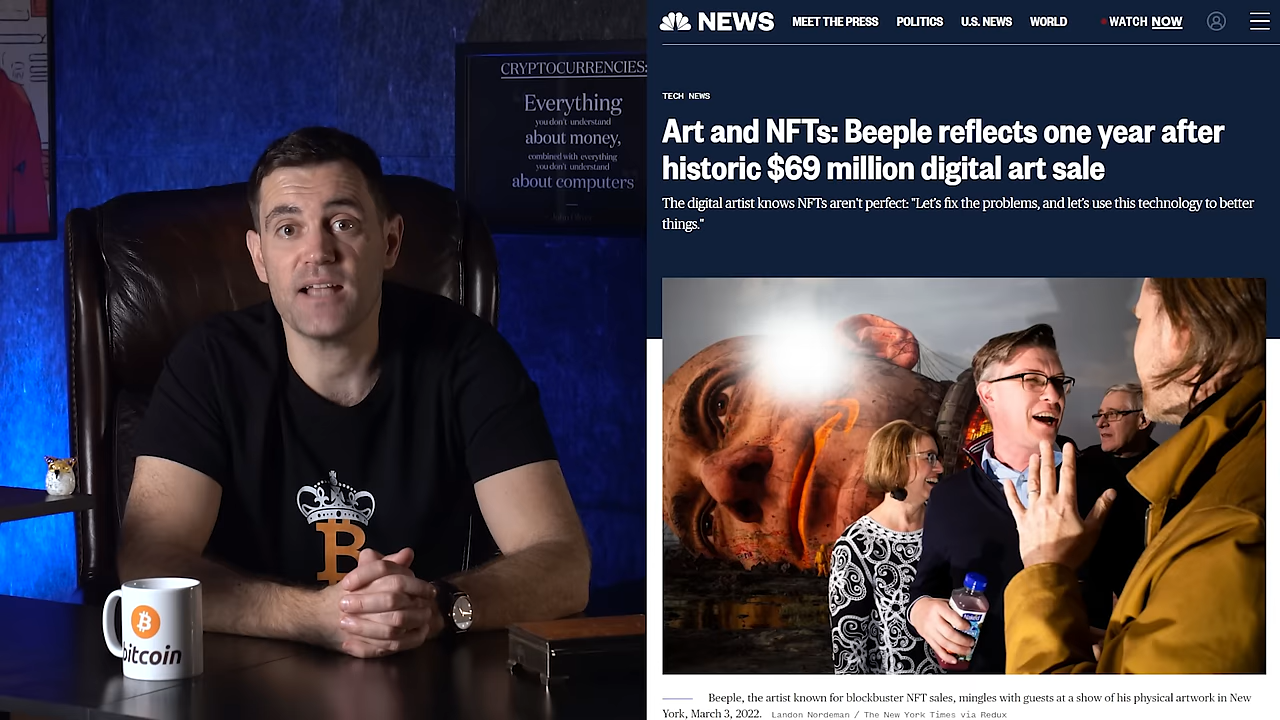 CRYPTOCURRENCIES:
Everything
you don't understand
about money,
combined with everything
you don't understand
about computers
bitcoin
NEWS MEET THE PRESS POLITICS U.S. NEWS WORLD WATCH NOW
TECH NEWS
Art and NFTs: Beeple reflects one year after
historic $69 million digital art sale
The digital artist knows NFTs aren't perfect: "Let's fix the problems, and let's use this technology to better
things."
Beeple, the artist known for blockbuster NFT sales, mingles with guests at a show of his physical artwork in New
York, March 3, 2022. Landon Nordeman / The New York Times via Redux